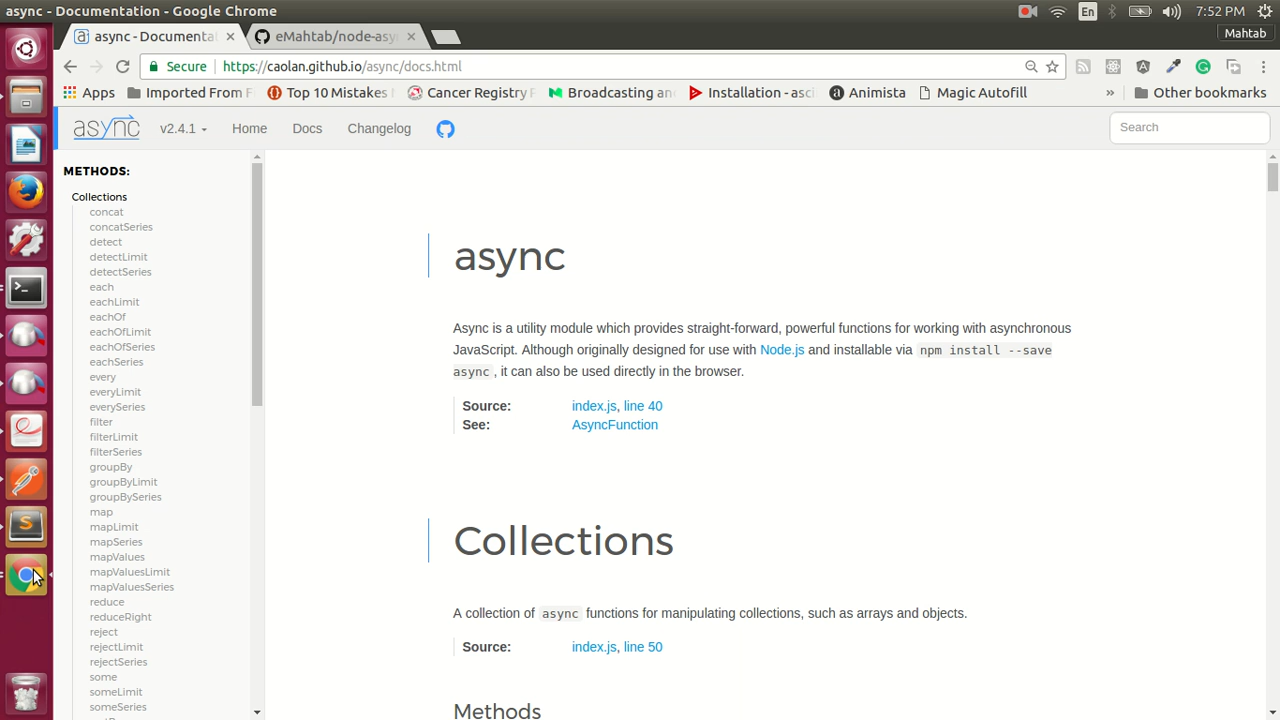 async - Documentation - Google Chrome
En
7:52 PM
async - Documenta
eMahtab/node-asy
Mahtab
Secure
https://caolan.github.io/async/docs.html
Apps
Imported From F
Top 10 Mistakes
Cancer Registry
Broadcasting an
Installation - asci
Animista
Magic Autofill
»
Other bookmarks
async
v2.4.1
Home
Docs
Changelog
Search
METHODS:
Collections
concat
concatSeries
detect
detectLimit
detectSeries
each
eachLimit
eachOf
eachOfLimit
eachOfSeries
eachSeries
every
everyLimit
everySeries
filter
filterLimit
filterSeries
groupBy
groupByLimit
groupBySeries
map
mapLimit
mapSeries
mapValues
mapValuesLimit
mapValuesSeries
reduce
reduceRight
reject
rejectLimit
rejectSeries
some
someLimit
someSeries
async
Async is a utility module which provides straight-forward, powerful functions for working with asynchronous
JavaScript. Although originally designed for use with Node.js and installable via npm install --save
async, it can also be used directly in the browser.
Source: index.js, line 40
See: AsyncFunction
Collections
A collection of async functions for manipulating collections, such as arrays and objects.
Source: index.js, line 50
Methods